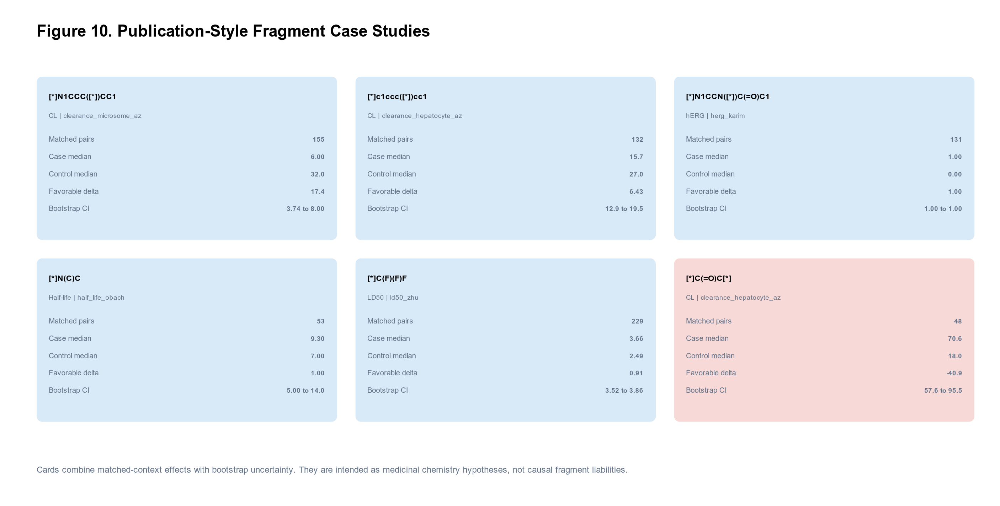 Figure 10. Publication-Style Fragment Case Studies
[*]N1CCC([*])CC1
CL | clearance_microsome_az
Matched pairs 155
Case median 6.00
Control median 32.0
Favorable delta 17.4
Bootstrap CI 3.74 to 8.00
[*]c1ccc([*])cc1
CL | clearance_hepatocyte_az
Matched pairs 132
Case median 15.7
Control median 27.0
Favorable delta 6.43
Bootstrap CI 12.9 to 19.5
[*]N1CCN([*])C(=O)C1
hERG | herg_karim
Matched pairs 131
Case median 1.00
Control median 0.00
Favorable delta 1.00
Bootstrap CI 1.00 to 1.00
[*]N(C)C
Half-life | half_life_obach
Matched pairs 53
Case median 9.30
Control median 7.00
Favorable delta 1.00
Bootstrap CI 5.00 to 14.0
[*]C(F)(F)F
LD50 | ld50_zhu
Matched pairs 229
Case median 3.66
Control median 2.49
Favorable delta 0.91
Bootstrap CI 3.52 to 3.86
[*]C(=O)C[*]
CL | clearance_hepatocyte_az
Matched pairs 48
Case median 70.6
Control median 18.0
Favorable delta -40.9
Bootstrap CI 57.6 to 95.5
Cards combine matched-context effects with bootstrap uncertainty. They are intended as medicinal chemistry hypotheses, not causal fragment liabilities.